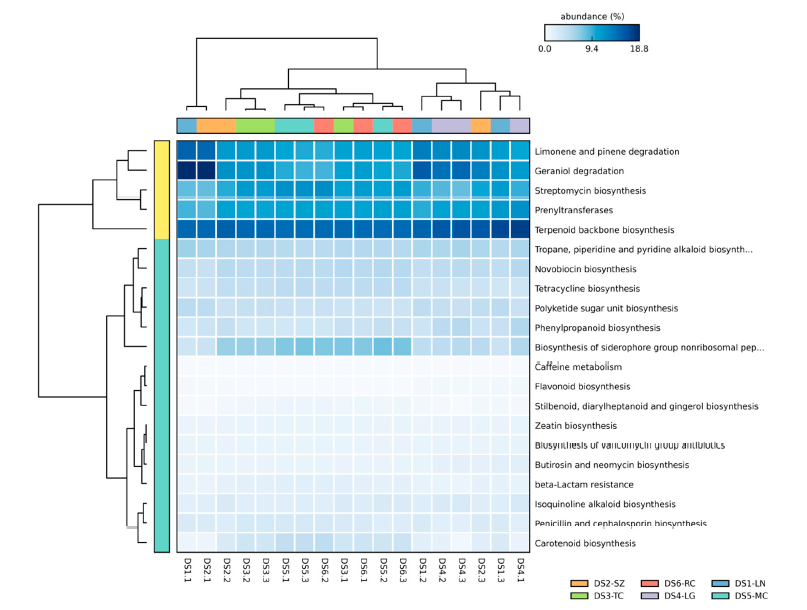 abundance (%)
0.0 9.4 18.8
Limonene and pinene degradation
Geraniol degradation
Streptomycin biosynthesis
Prenyltransferases
Terpenoid backbone biosynthesis
Tropane, piperidine and pyridine alkaloid biosynth...
Novobiocin biosynthesis
Tetracycline biosynthesis
Polyketide sugar unit biosynthesis
Phenylpropanoid biosynthesis
Biosynthesis of siderophore group nonribosomal pep...
Caffeine metabolism
Flavonoid biosynthesis
Stilbenoid, diarylheptanoid and gingerol biosynthesis
Zeatin biosynthesis
Biosynthesis of vancomycin group antibiotics
Butirosin and neomycin biosynthesis
beta-Lactam resistance
Isoquinoline alkaloid biosynthesis
Penicillin and cephalosporin biosynthesis
Carotenoid biosynthesis
DS1.1 DS2.1 DS2.2 DS3.2 DS3.3 DS5.1 DS5.3 DS6.2 DS3.1 DS6.1 DS5.2 DS6.3 DS1.2 DS4.2 DS4.3 DS2.3 DS1.3 DS4.1
DS2-SZ DS6-RC DS1-LN
DS3-TC DS4-LG DS5-MC